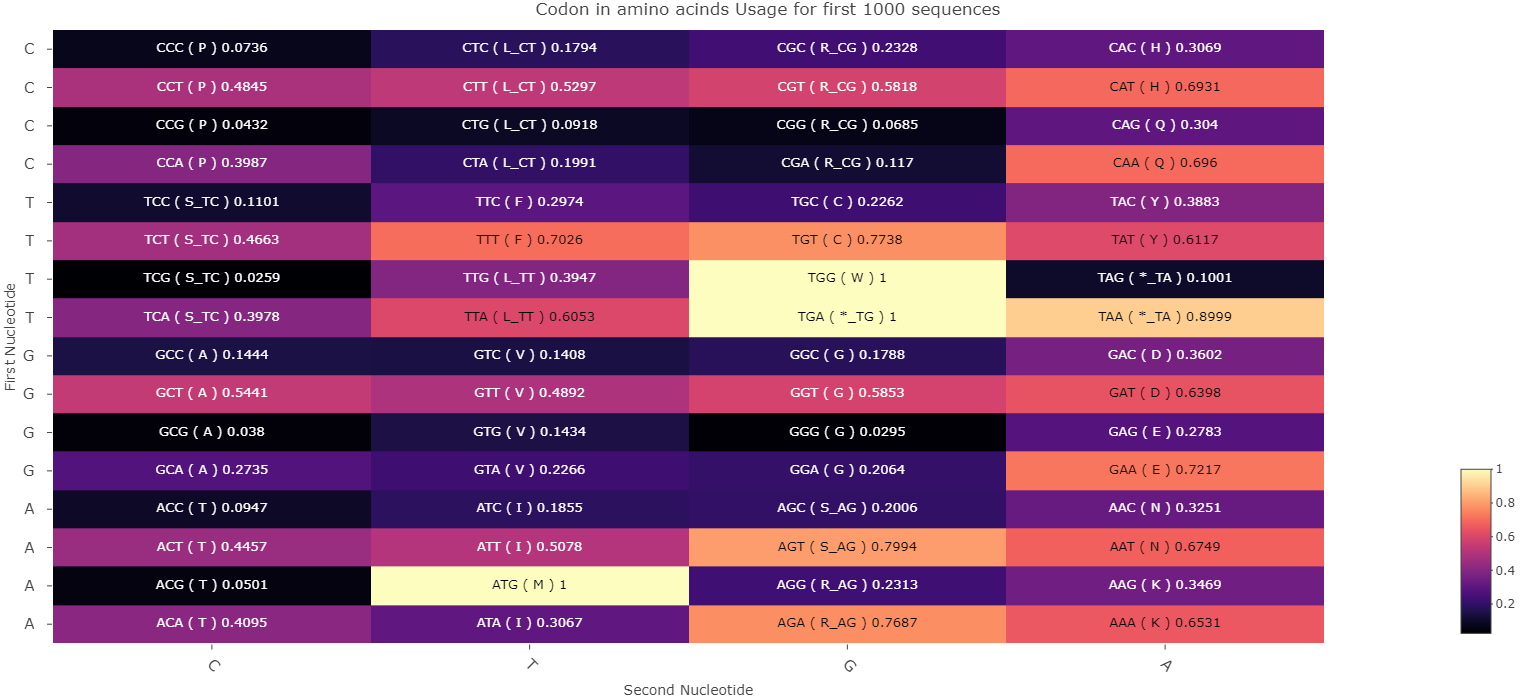 Codon in amino acinds Usage for first 1000 sequences
C CCC ( P ) 0.0736 CTC ( L_CT ) 0.1794 CGC ( R_CG ) 0.2328 CAC ( H ) 0.3069
C CCT ( P ) 0.4845 CTT ( L_CT ) 0.5297 CGT ( R_CG ) 0.5818 CAT ( H ) 0.6931
C CCG ( P ) 0.0432 CTG ( L_CT ) 0.0918 CGG ( R_CG ) 0.0685 CAG ( Q ) 0.304
C CCA ( P ) 0.3987 CTA ( L_CT ) 0.1991 CGA ( R_CG ) 0.117 CAA ( Q ) 0.696
T TCC ( S_TC ) 0.1101 TTC ( F ) 0.2974 TGC ( C ) 0.2262 TAC ( Y ) 0.3883
T TCT ( S_TC ) 0.4663 TTT ( F ) 0.7026 TGT ( C ) 0.7738 TAT ( Y ) 0.6117
T TCG ( S_TC ) 0.0259 TTG ( L_TT ) 0.3947 TGG ( W ) 1 TAG ( *_TA ) 0.1001
T TCA ( S_TC ) 0.3978 TTA ( L_TT ) 0.6053 TGA ( *_TG ) 1 TAA ( *_TA ) 0.8999
G GCC ( A ) 0.1444 GTC ( V ) 0.1408 GGC ( G ) 0.1788 GAC ( D ) 0.3602
G GCT ( A ) 0.5441 GTT ( V ) 0.4892 GGT ( G ) 0.5853 GAT ( D ) 0.6398
G GCG ( A ) 0.038 GTG ( V ) 0.1434 GGG ( G ) 0.0295 GAG ( E ) 0.2783
G GCA ( A ) 0.2735 GTA ( V ) 0.2266 GGA ( G ) 0.2064 GAA ( E ) 0.7217
A ACC ( T ) 0.0947 ATC ( I ) 0.1855 AGC ( S_AG ) 0.2006 AAC ( N ) 0.3251
A ACT ( T ) 0.4457 ATT ( I ) 0.5078 AGT ( S_AG ) 0.7994 AAT ( N ) 0.6749
A ACG ( T ) 0.0501 ATG ( M ) 1 AGG ( R_AG ) 0.2313 AAG ( K ) 0.3469
A ACA ( T ) 0.4095 ATA ( I ) 0.3067 AGA ( R_AG ) 0.7687 AAA ( K ) 0.6531
First Nucleotide
C T G A
Second Nucleotide
1
0.8
0.6
0.4
0.2